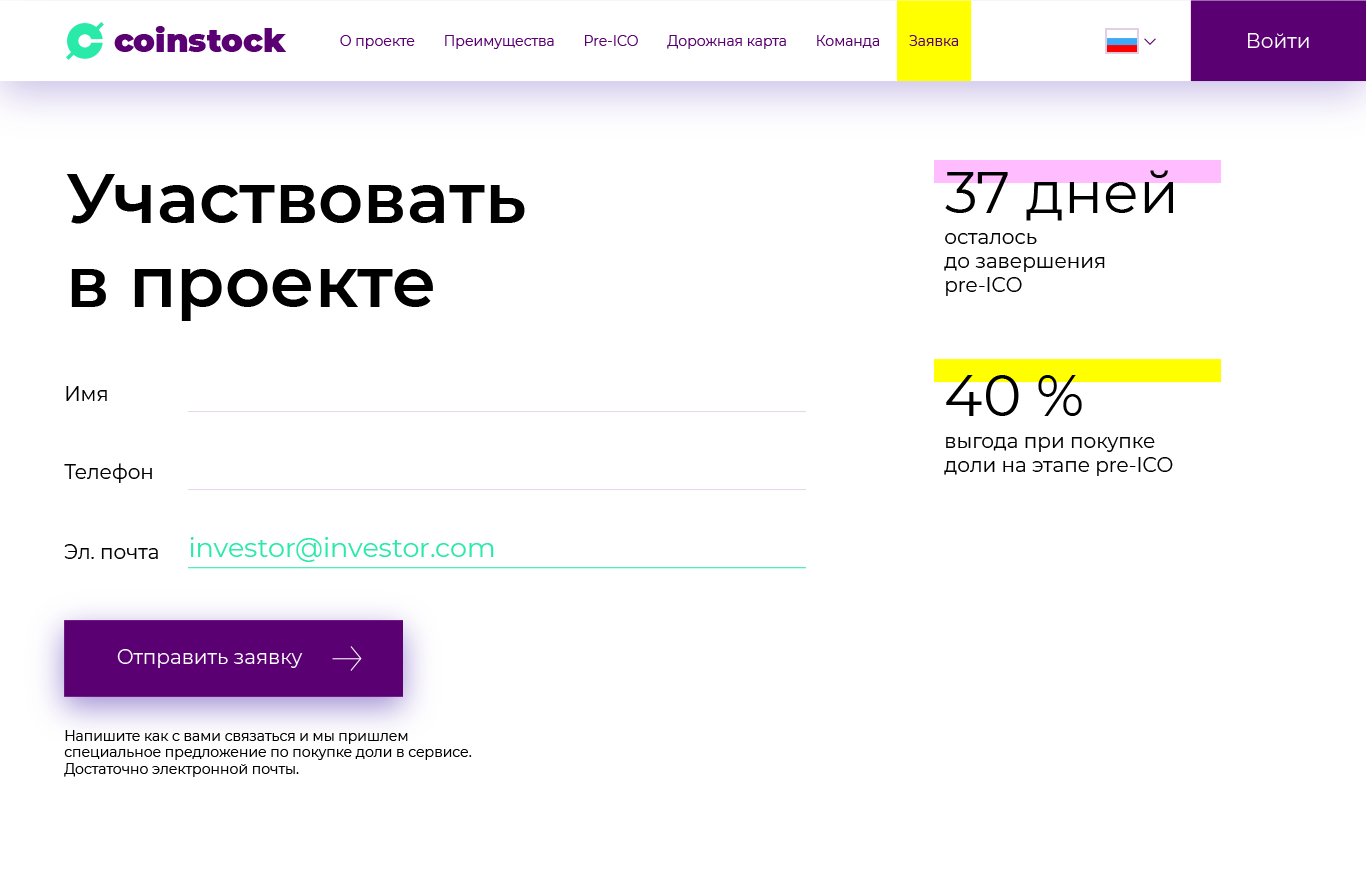 coinstock
О проекте
Преимущества
Pre-ICO
Дорожная карта
Команда
Заявка
Войти
Участвовать
в проекте
Имя
Телефон
Эл. почта
investor@investor.com
Отправить заявку
Напишите как с вами связаться и мы пришлем
специальное предложение по покупке доли в сервисе.
Достаточно электронной почты.
37 дней
осталось
до завершения
pre-ICO
40 %
выгода при покупке
доли на этапе pre-ICO